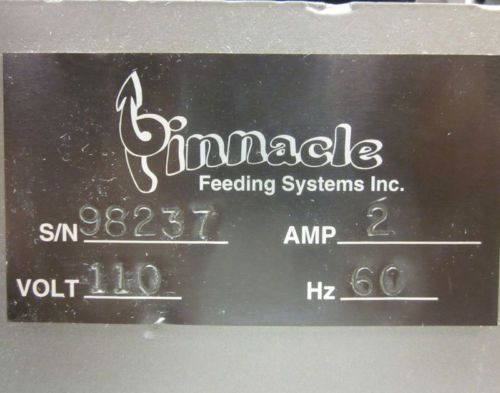 Pinnacle
Feeding Systems Inc.
S/N 98237 AMP 2
VOLT 110 Hz 60